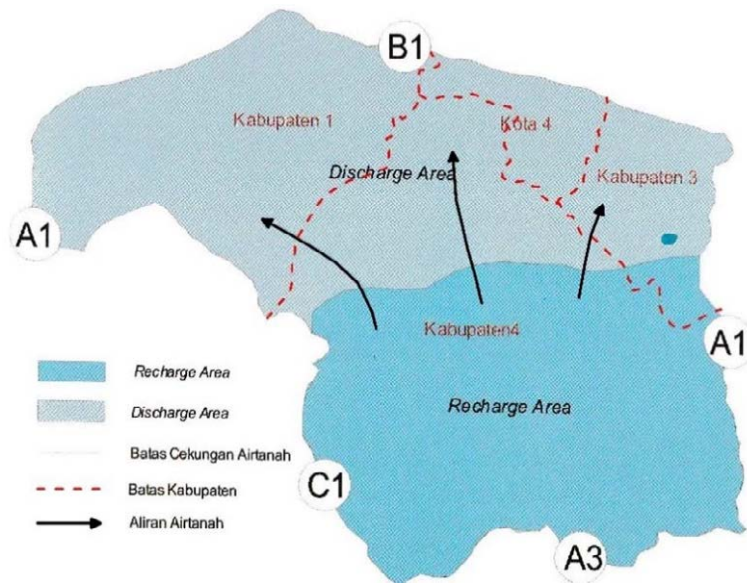 B1
Kabupaten 1
Kota 4
Discharge Area
Kabupaten 3
A1
Kabupaten4
A1
Recharge Area
Recharge Area
Discharge Area
Batas Cekungan Airtanah
Batas Kabupaten
C1
Aliran Airtanah
A3